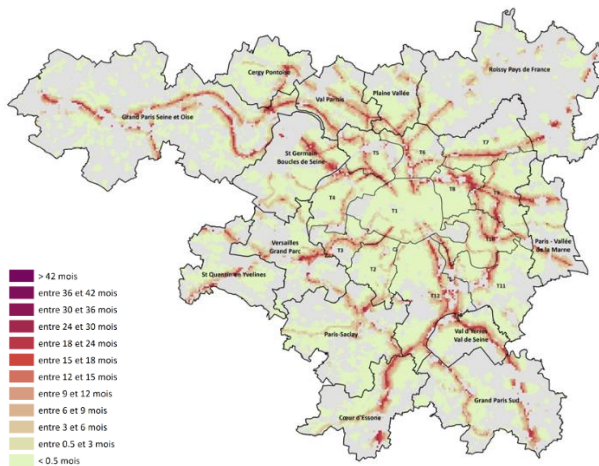 Cergy Pontoise
Roissy Pays de France
Plaine Vallée
Val Parisis
Grand Paris Seine et Oise
T5
T6
T7
St Germain
Boucles de Seine
T8
T9
T4
T1
Versailles
Grand Parc
T3
T10
Paris - Vallée
de la Marne
T2
St Quentin en Yvelines
T11
T12
> 42 mois
entre 36 et 42 mois
entre 30 et 36 mois
entre 24 et 30 mois
entre 18 et 24 mois
entre 15 et 18 mois
entre 12 et 15 mois
entre 9 et 12 mois
entre 6 et 9 mois
entre 3 et 6 mois
entre 0.5 et 3 mois
< 0.5 mois
Paris-Saclay
Val d'Yerres
Val de Seine
Grand Paris Sud
Cœur d'Essonne